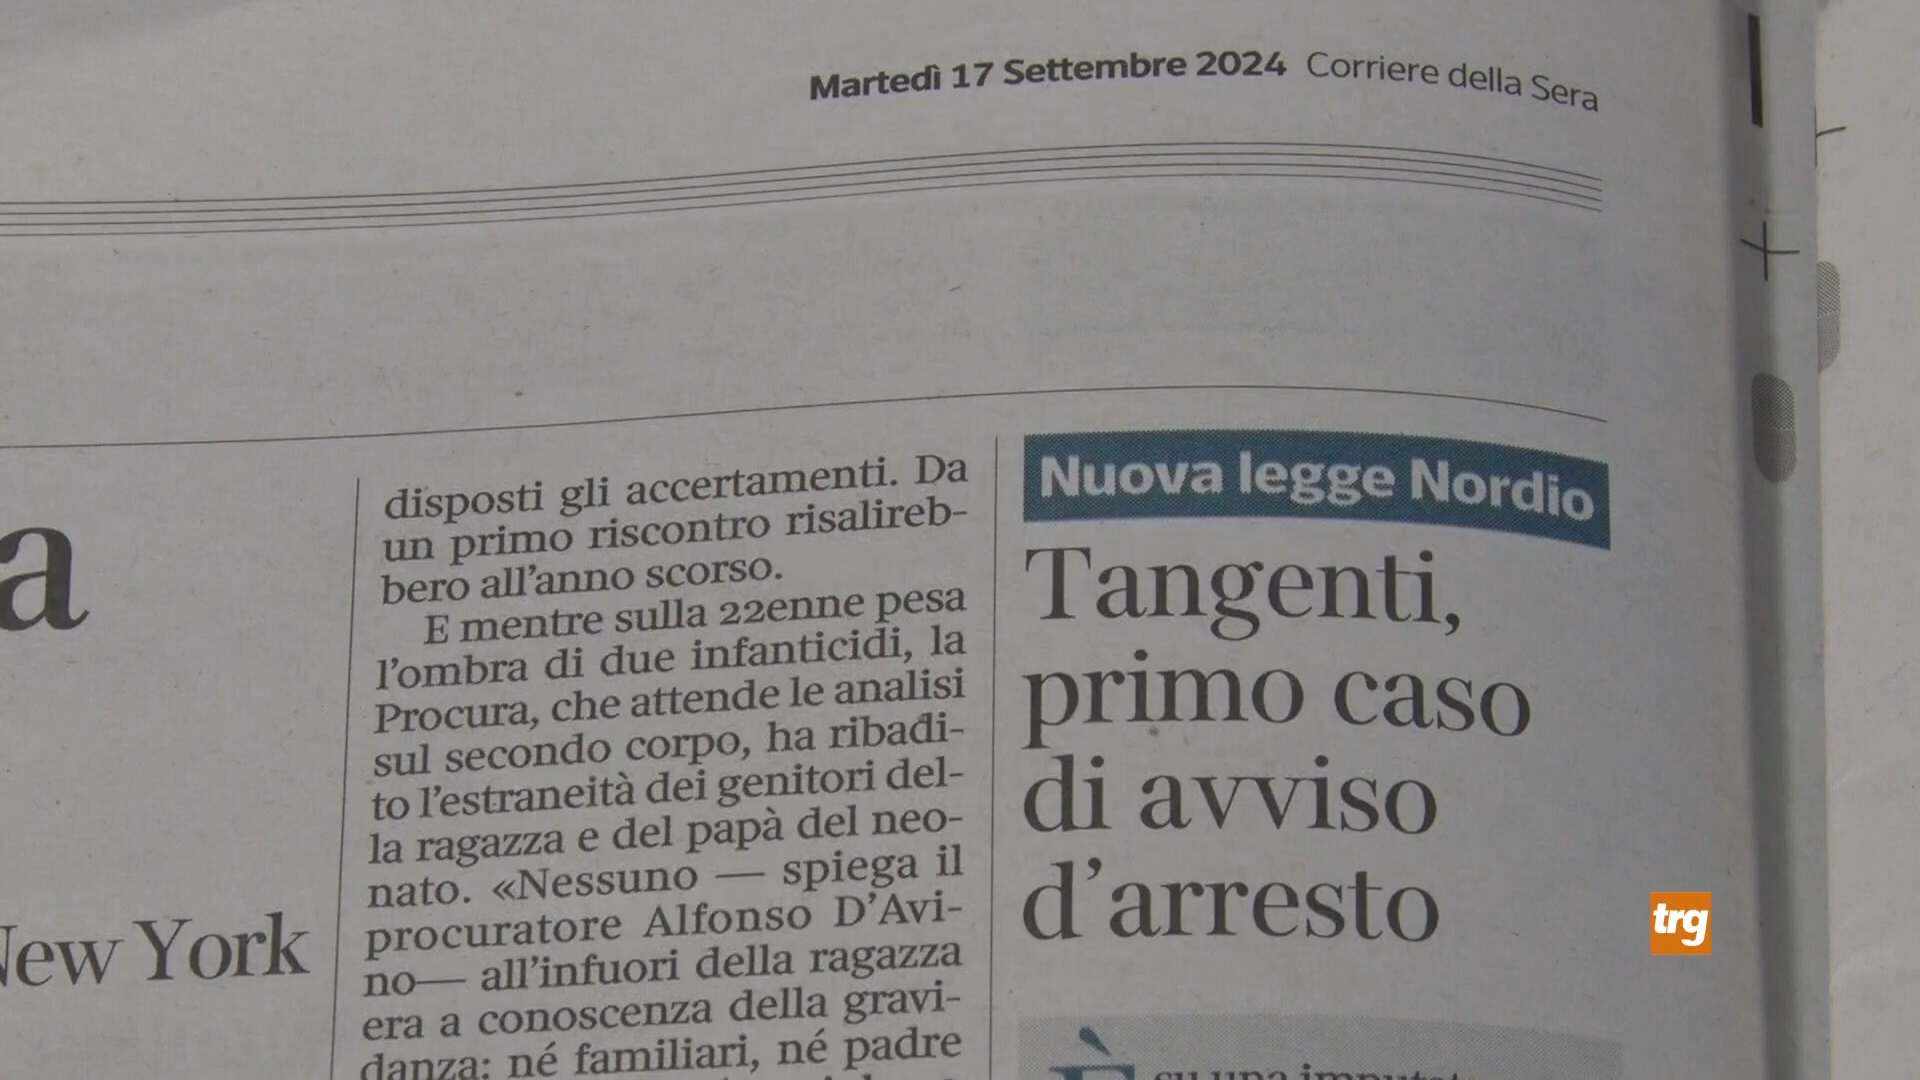 Martedì 17 Settembre 2024 Corriere della Sera
a
New York
disposti gli accertamenti. Da
un primo riscontro risalireb-
bero all'anno scorso.
E mentre sulla 22enne pesa
l'ombra di due infanticidi, la
Procura, che attende le analisi
sul secondo corpo, ha ribadi-
to l'estraneità dei genitori del-
la ragazza e del papà del neo-
nato. «Nessuno — spiega il
procuratore Alfonso D'Avi-
no— all'infuori della ragazza
era a conoscenza della gravi-
danza: né familiari, né padre
Nuova legge Nordio
Tangenti,
primo caso
di avviso
d'arresto
È su una
trg